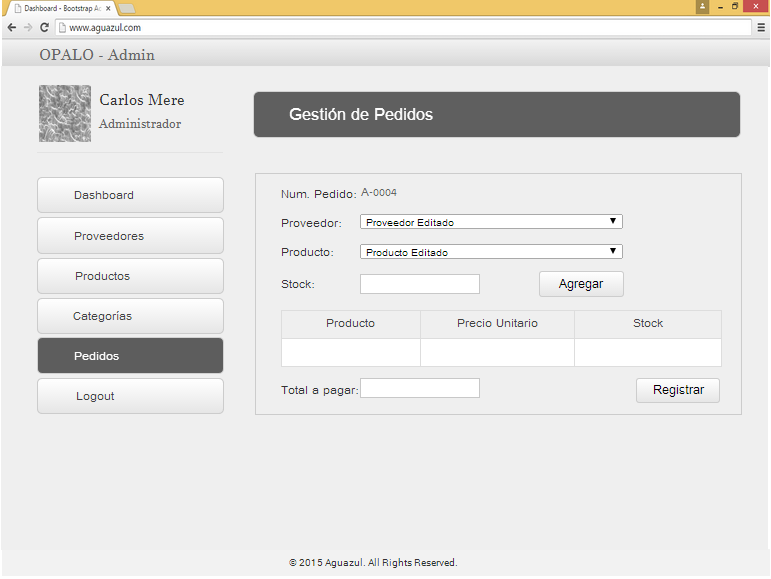 Dashboard - Bootstrap Ac
www.aguazul.com
OPALO - Admin
Carlos Mere
Administrador
Gestión de Pedidos
Dashboard
Proveedores
Productos
Categorías
Pedidos
Logout
Num. Pedido: A-0004
Proveedor: Proveedor Editado
Producto: Producto Editado
Stock:
Agregar
Producto Precio Unitario Stock
Total a pagar:
Registrar
© 2015 Aguazul. All Rights Reserved.